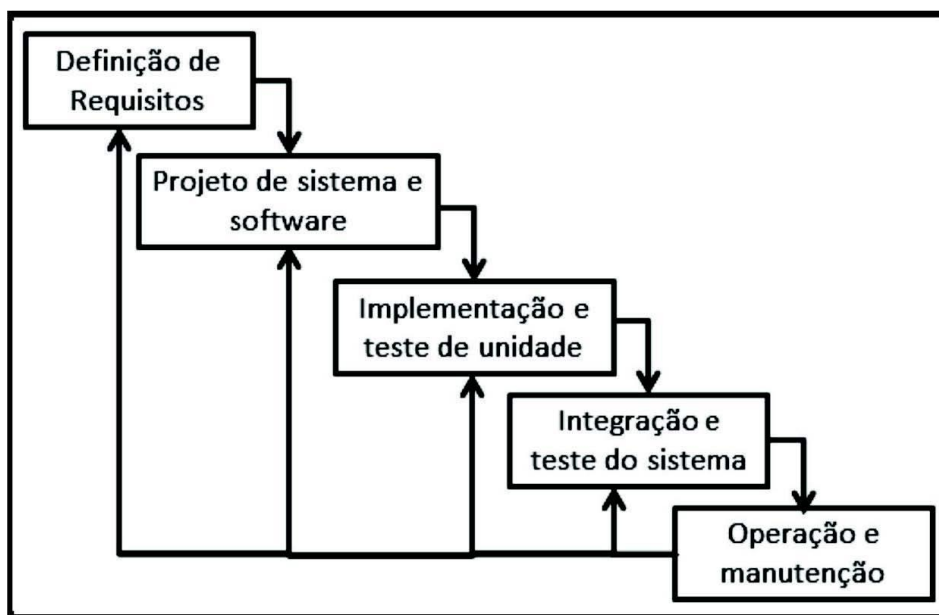 Definição de
Requisitos
Projeto de sistema e
software
Implementação e
teste de unidade
Integração e
teste do sistema
Operação e
manutenção